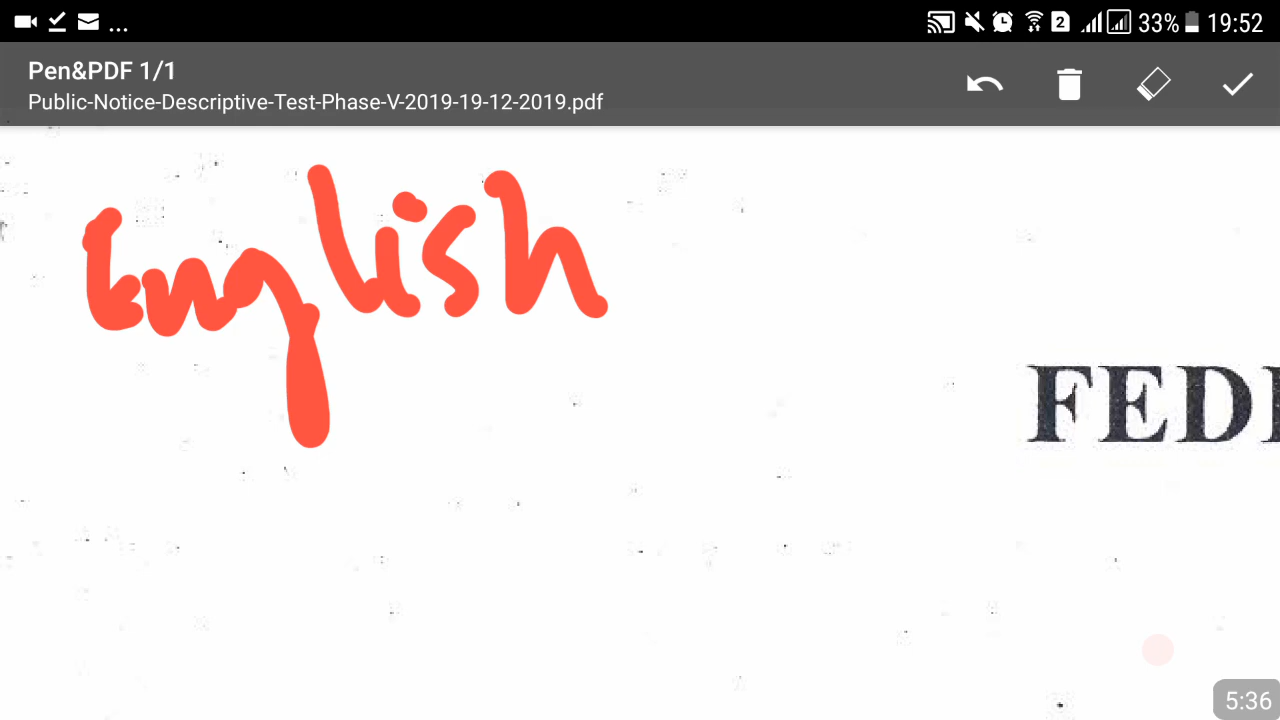 ... 2 33% 19:52
Pen&PDF 1/1
Public-Notice-Descriptive-Test-Phase-V-2019-19-12-2019.pdf
English
FED
5:36